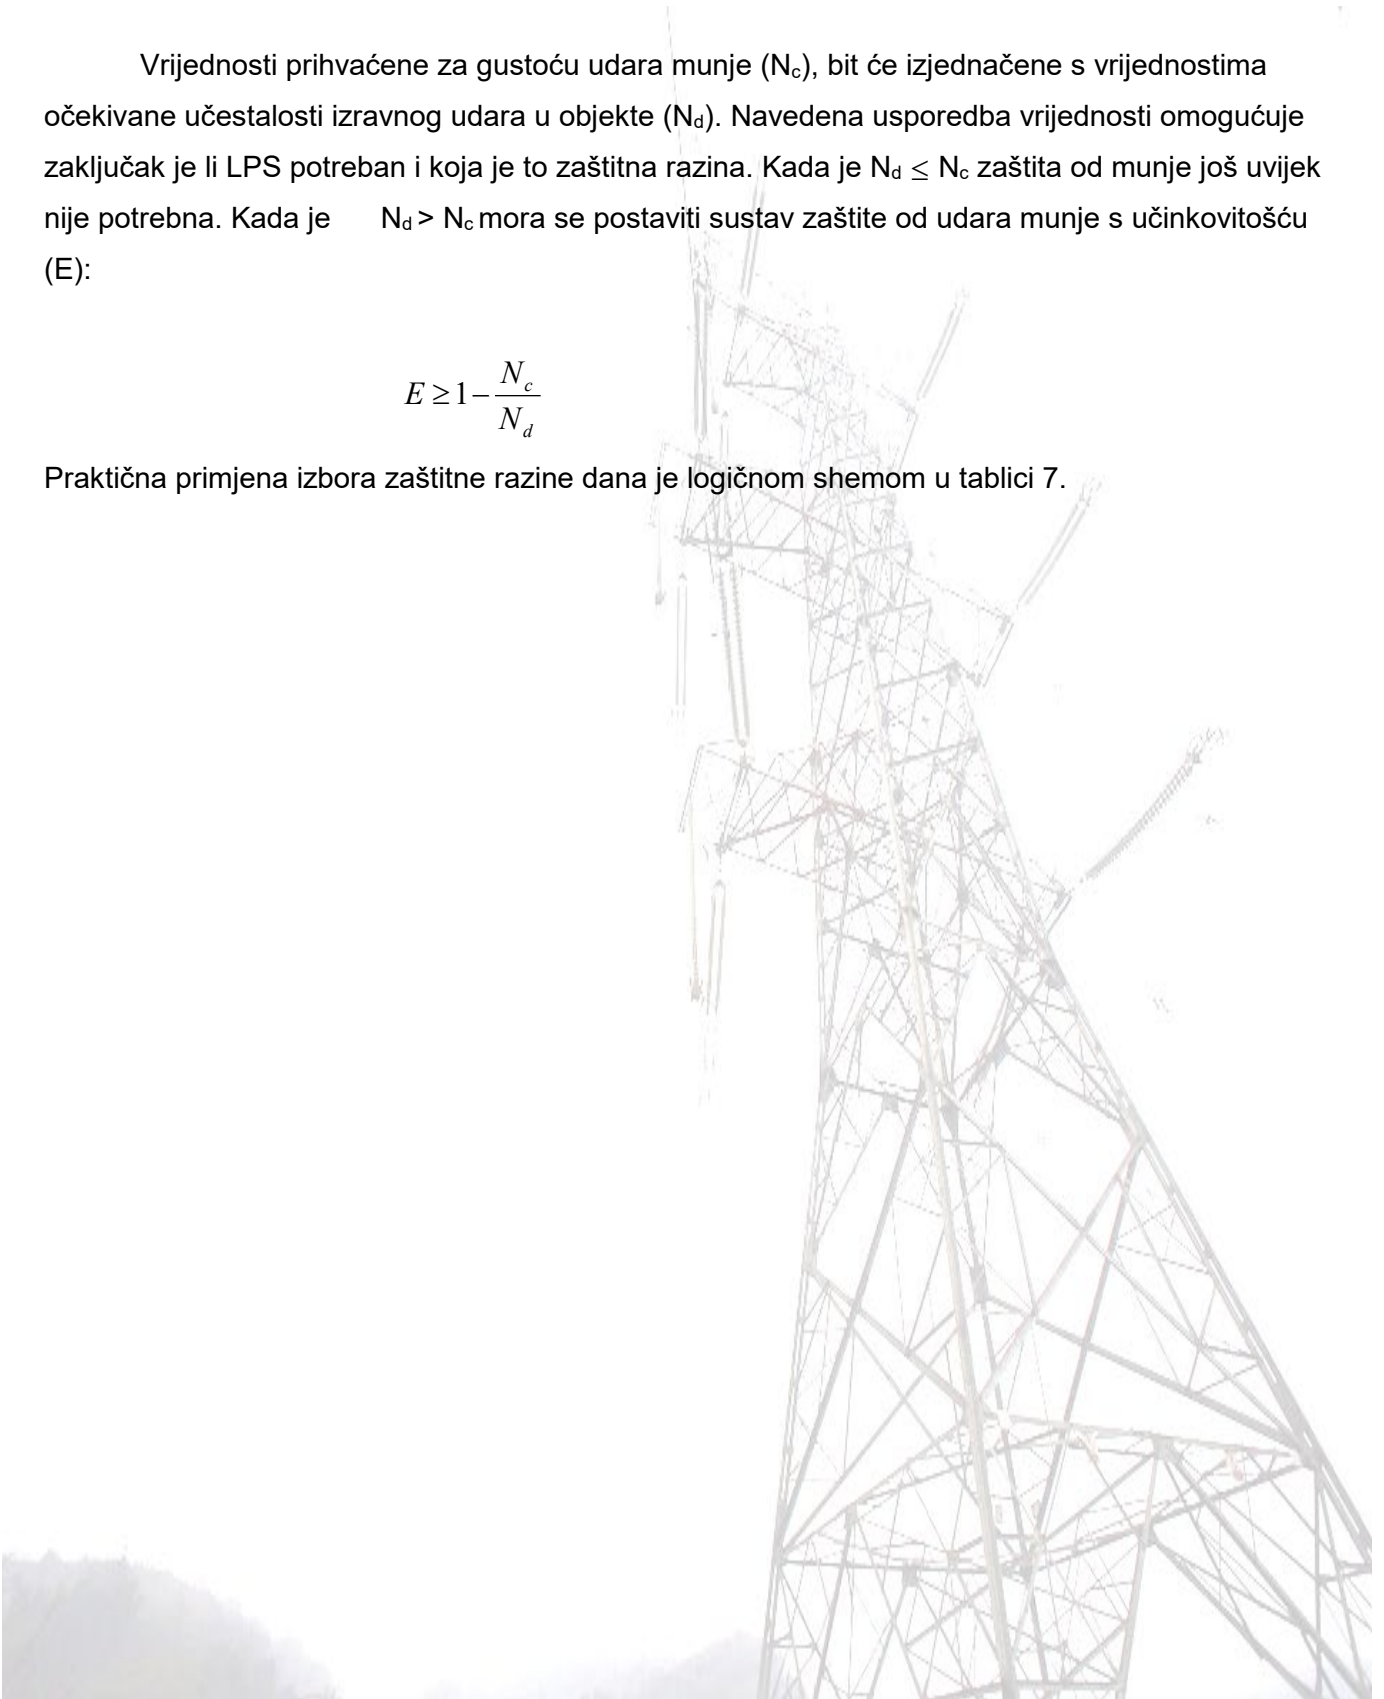 Vrijednosti prihvaćene za gustoću udara munje (Nc), bit će izjednačene s vrijednostima
očekivane učestalosti izravnog udara u objekte (Nd). Navedena usporedba vrijednosti omogućuje
zaključak je li LPS potreban i koja je to zaštitna razina. Kada je Nd ≤ Nc zaštita od munje još uvijek
nije potrebna. Kada je Nd > Nc mora se postaviti sustav zaštite od udara munje s učinkovitošću
(E):
E ≥ 1 − Nc / Nd
Praktična primjena izbora zaštitne razine dana je logičnom shemom u tablici 7.